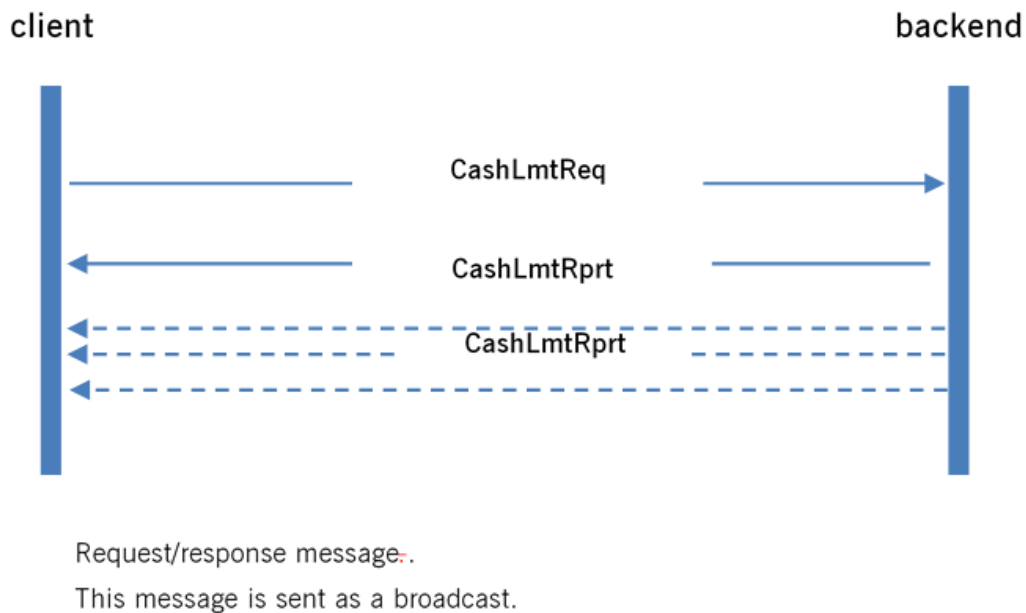 client
backend
CashLmtReq
CashLmtRprt
CashLmtRprt
Request/response message..
This message is sent as a broadcast.